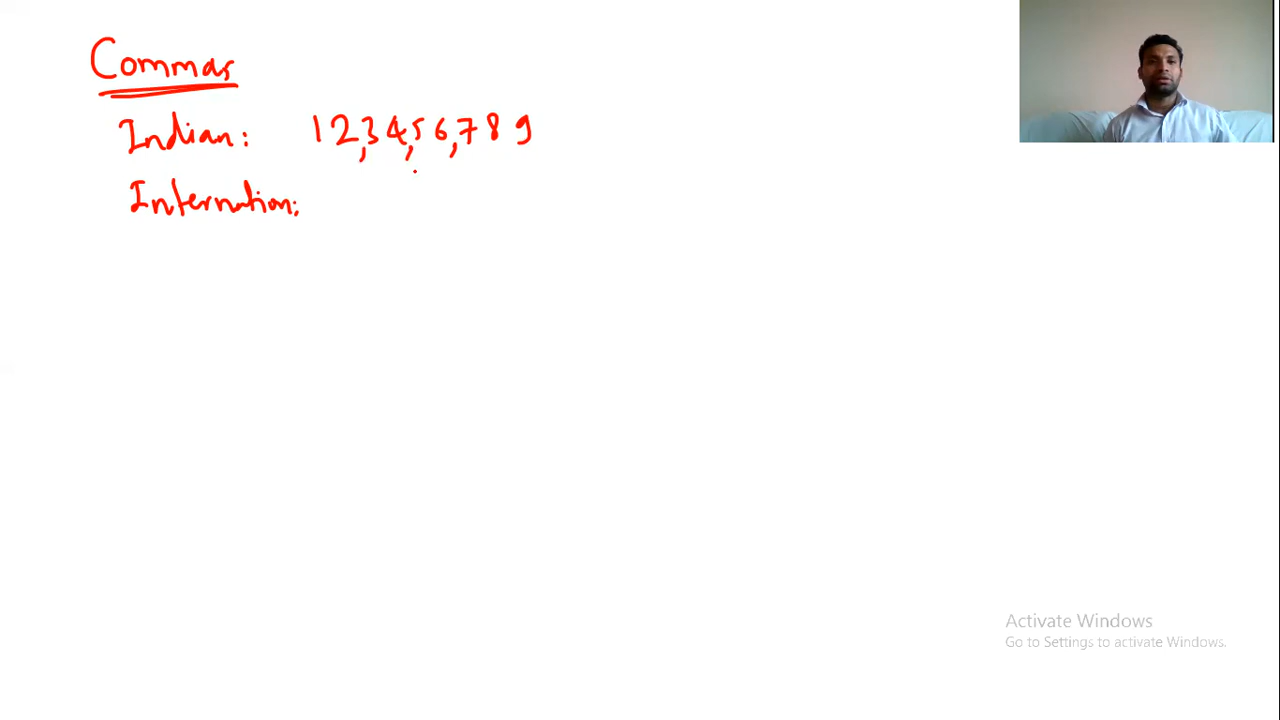 Commas
Indian: 12,34,56,789
Internation:
Activate Windows
Go to Settings to activate Windows.